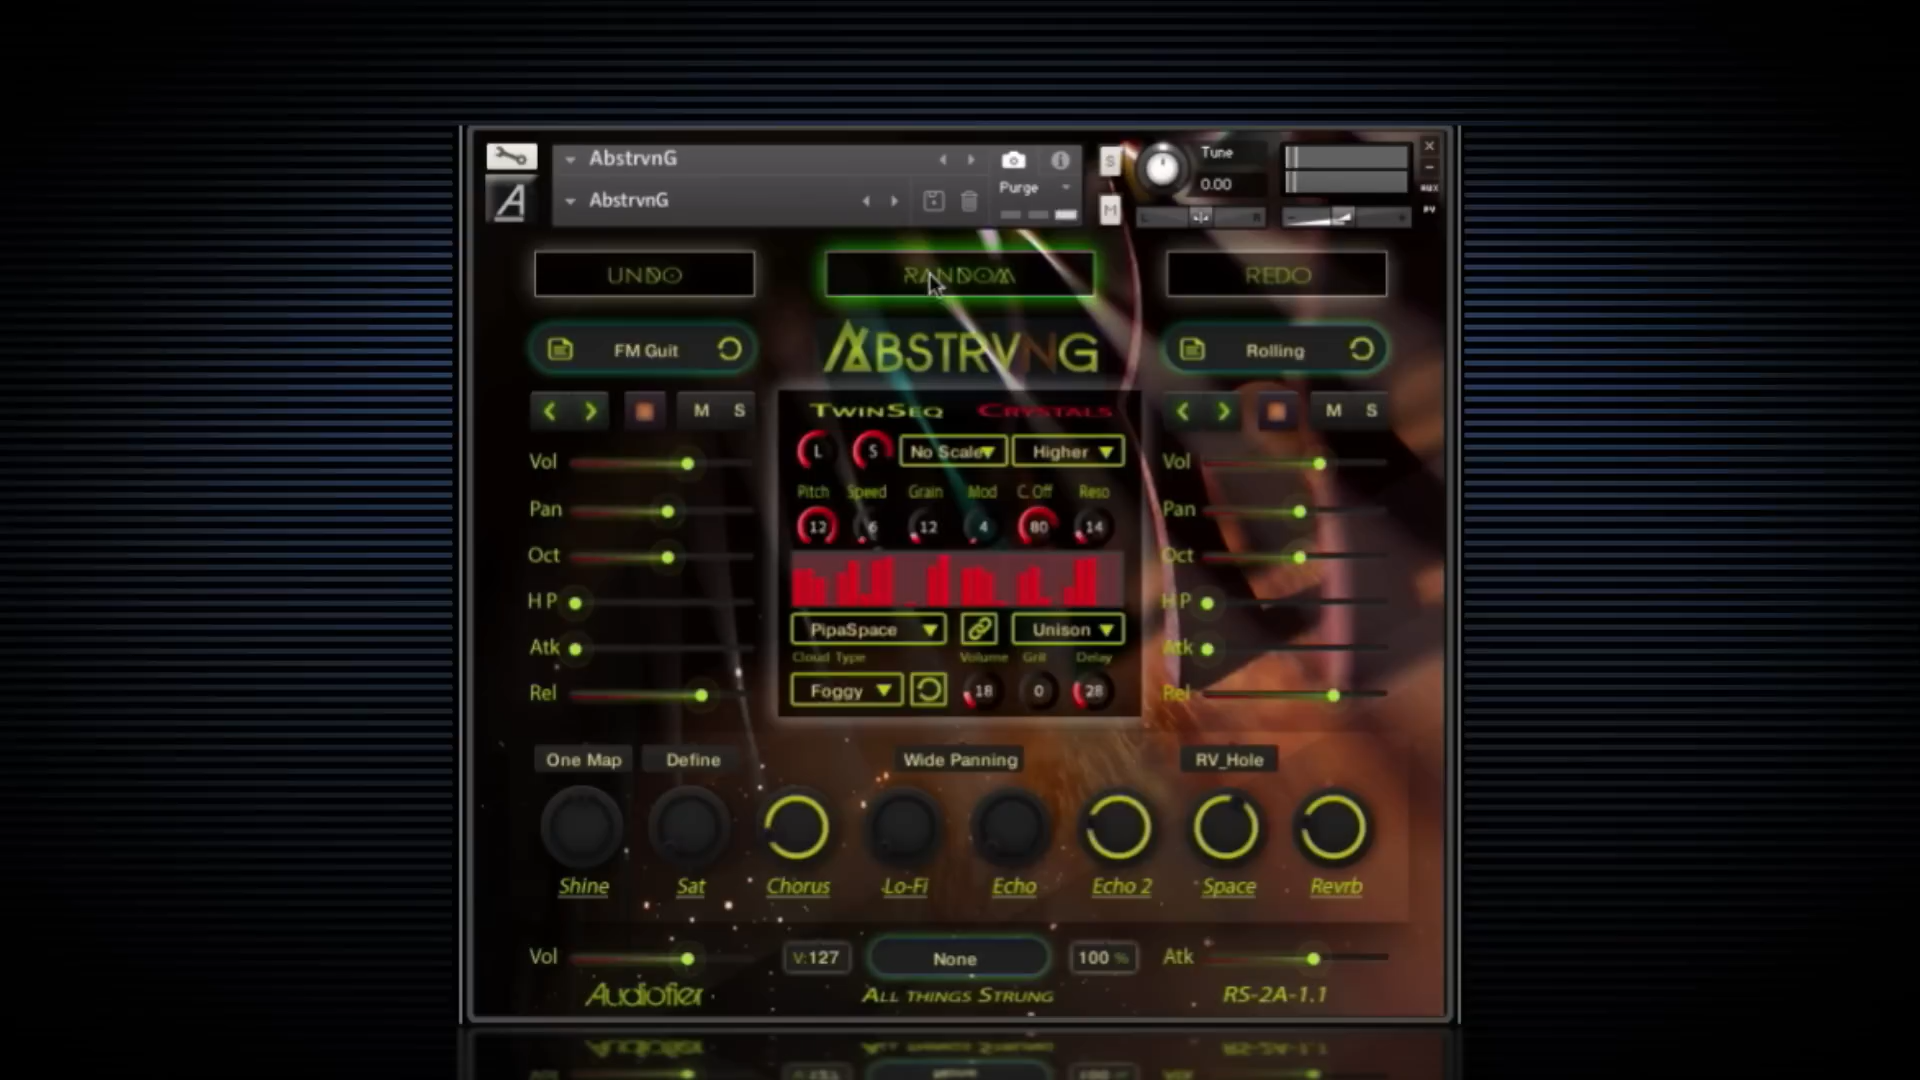 AbstrvnG
S
Tune
A
Purge
0.00
AbstrvnG
M
L
R
AUX
PV
UNDO
RANDOM
REDO
FM Guit
ABSTRVNG
Rolling
M S
TwinSeq
Crystals
M S
L
S
No Scale
Higher
Vol
Vol
Pitch
Speed
Grain
Mod
C. Off
Reso
Pan
12
6
12
4
80
14
Pan
Oct
Oct
H P
H P
PipaSpace
Unison
Atk
Cloud Type
Volume
Grit
Delay
Atk
Rel
Foggy
18
0
28
Rel
One Map
Define
Wide Panning
RV_Hole
Shine
Sat
Chorus
Lo-Fi
Echo
Echo 2
Space
Revrb
Vol
V:127
None
100 %
Atk
Audiofier
All things Strung
RS-2A-1.1